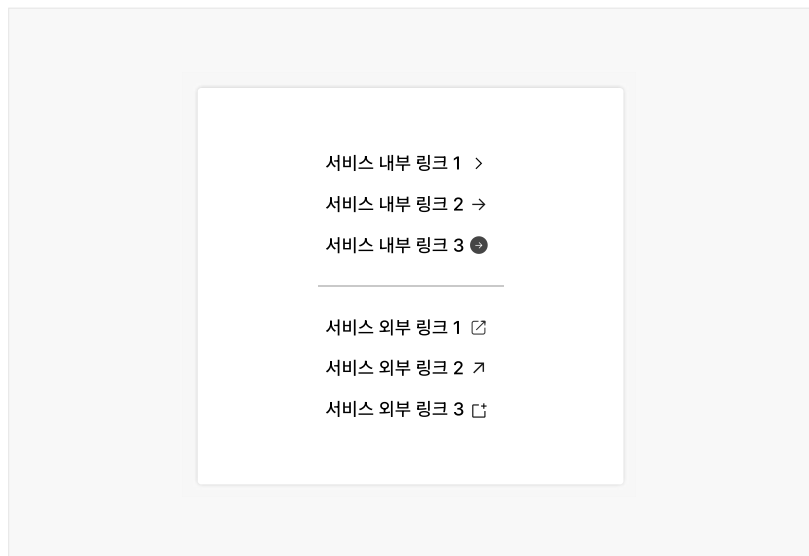 서비스 내부 링크 1
서비스 내부 링크 2
서비스 내부 링크 3
서비스 외부 링크 1
서비스 외부 링크 2
서비스 외부 링크 3